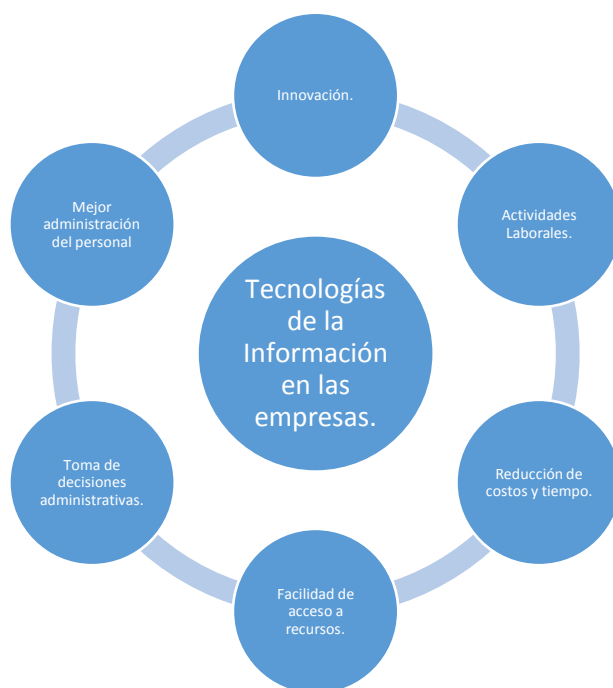 Innovación.
Actividades
Laborales.
Reducción de
costos y tiempo.
Facilidad de
acceso a
recursos.
Toma de
decisiones
administrativas.
Mejor
administración
del personal
Tecnologías
de la
Información
en las
empresas.